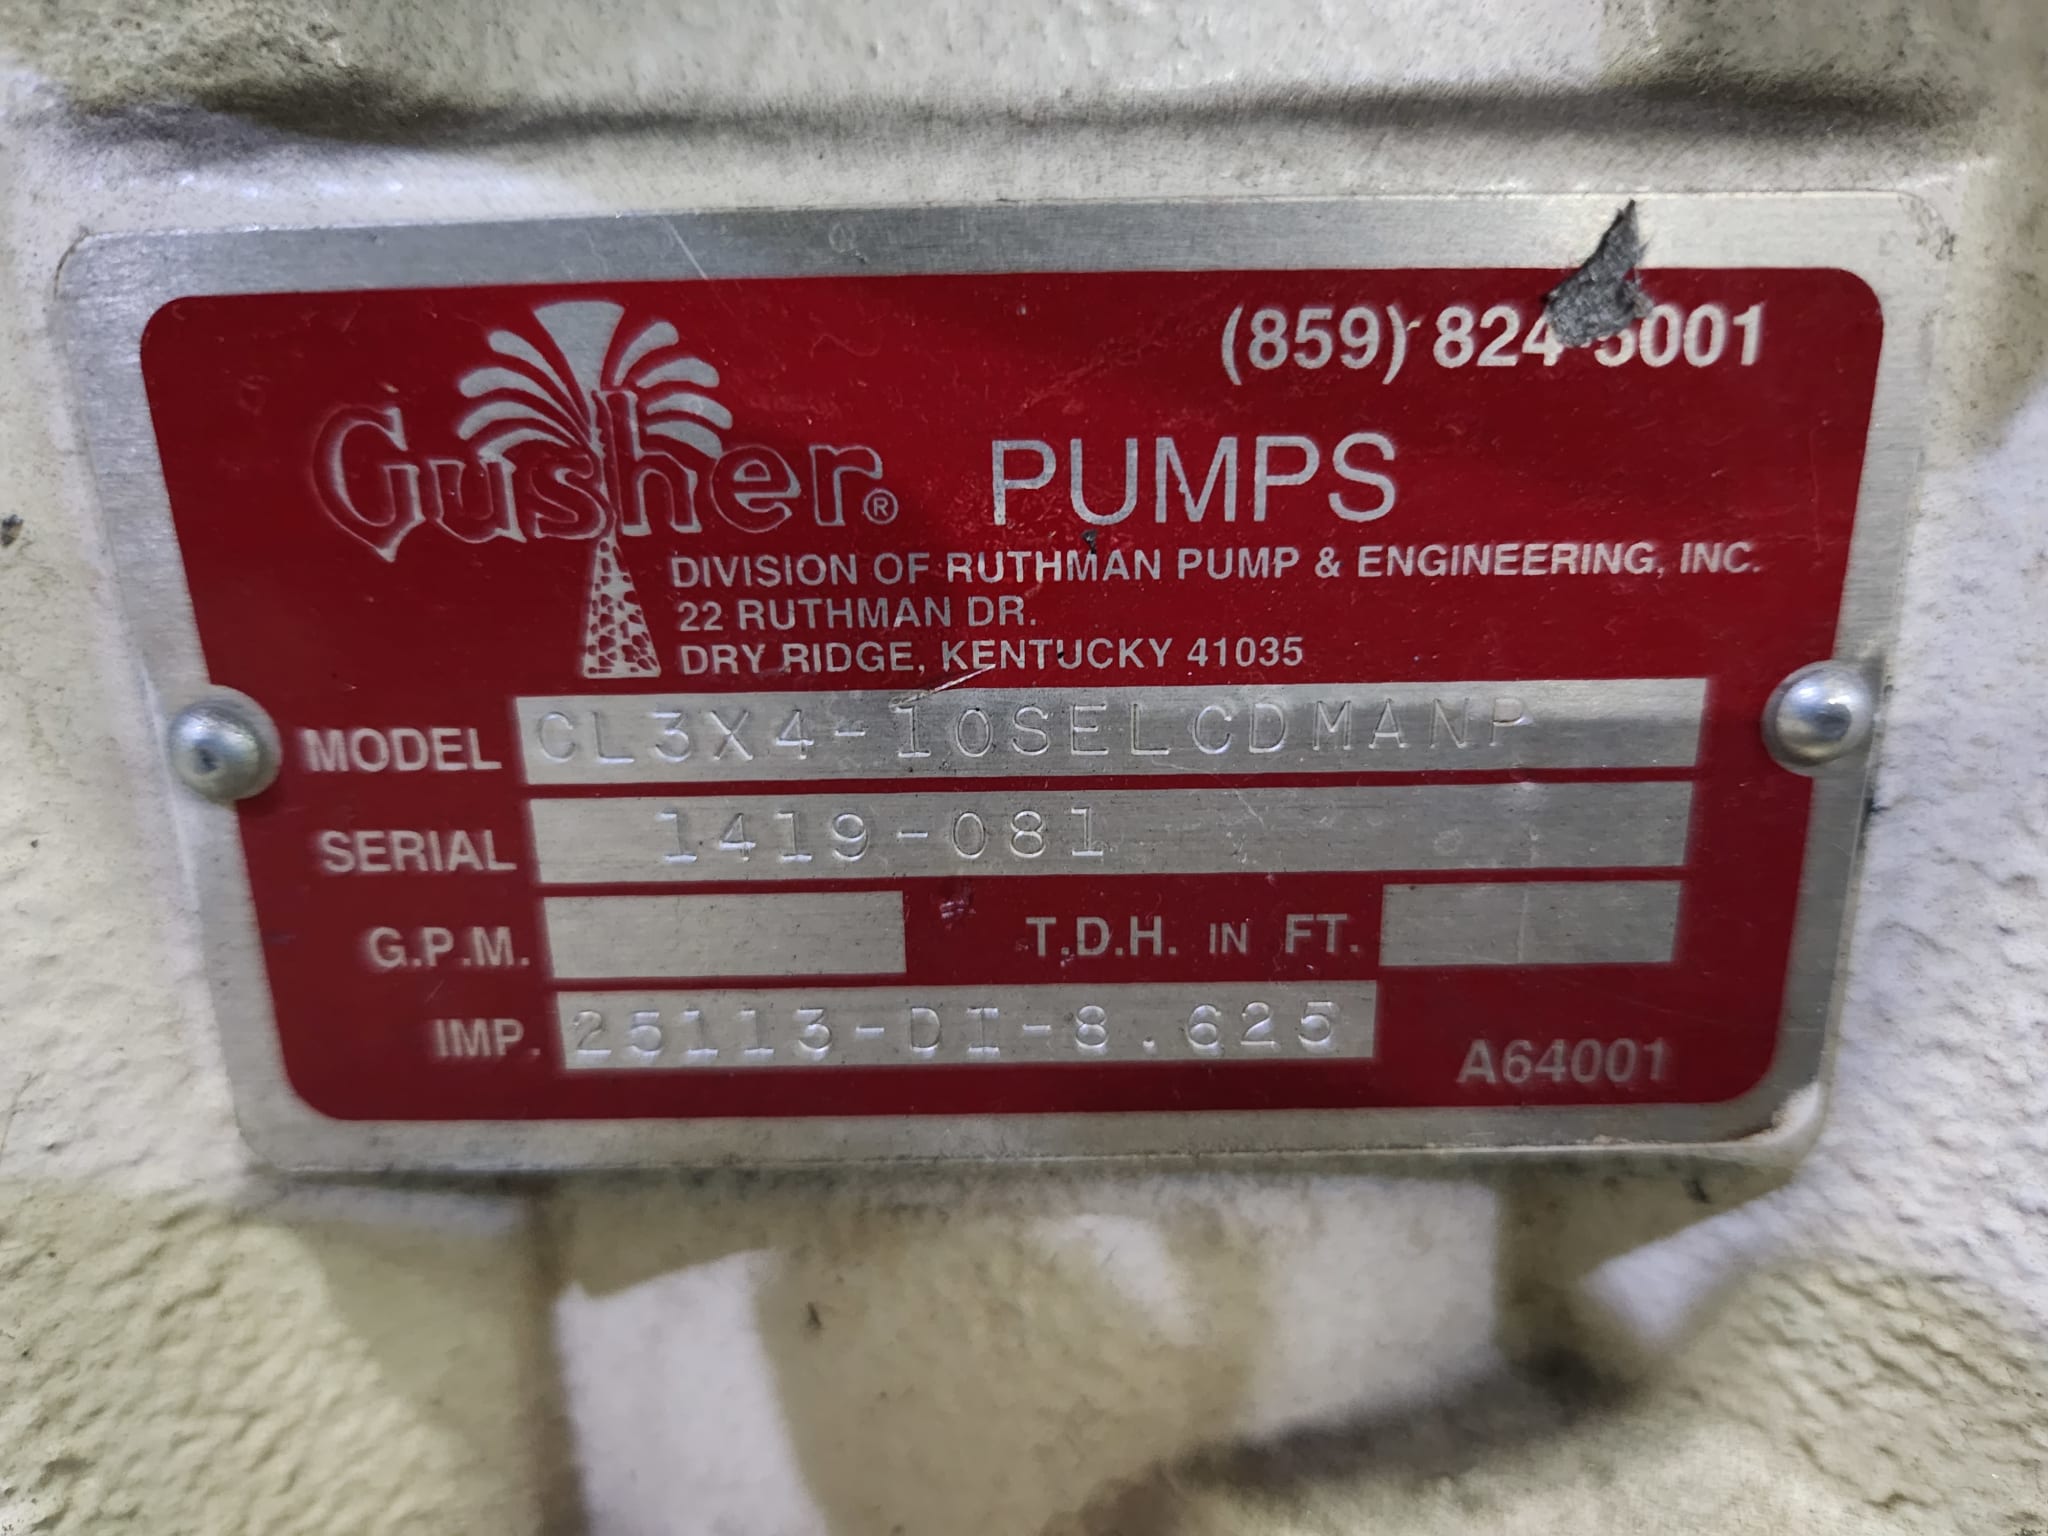 (859) 824-5001
Gusher® PUMPS
DIVISION OF RUTHMAN PUMP & ENGINEERING, INC.
22 RUTHMAN DR.
DRY RIDGE, KENTUCKY 41035
MODEL CL3X4-10SELCDMANP
SERIAL 1419-081
G.P.M. T.D.H. IN FT.
IMP. 25113-DI-8.625
A64001